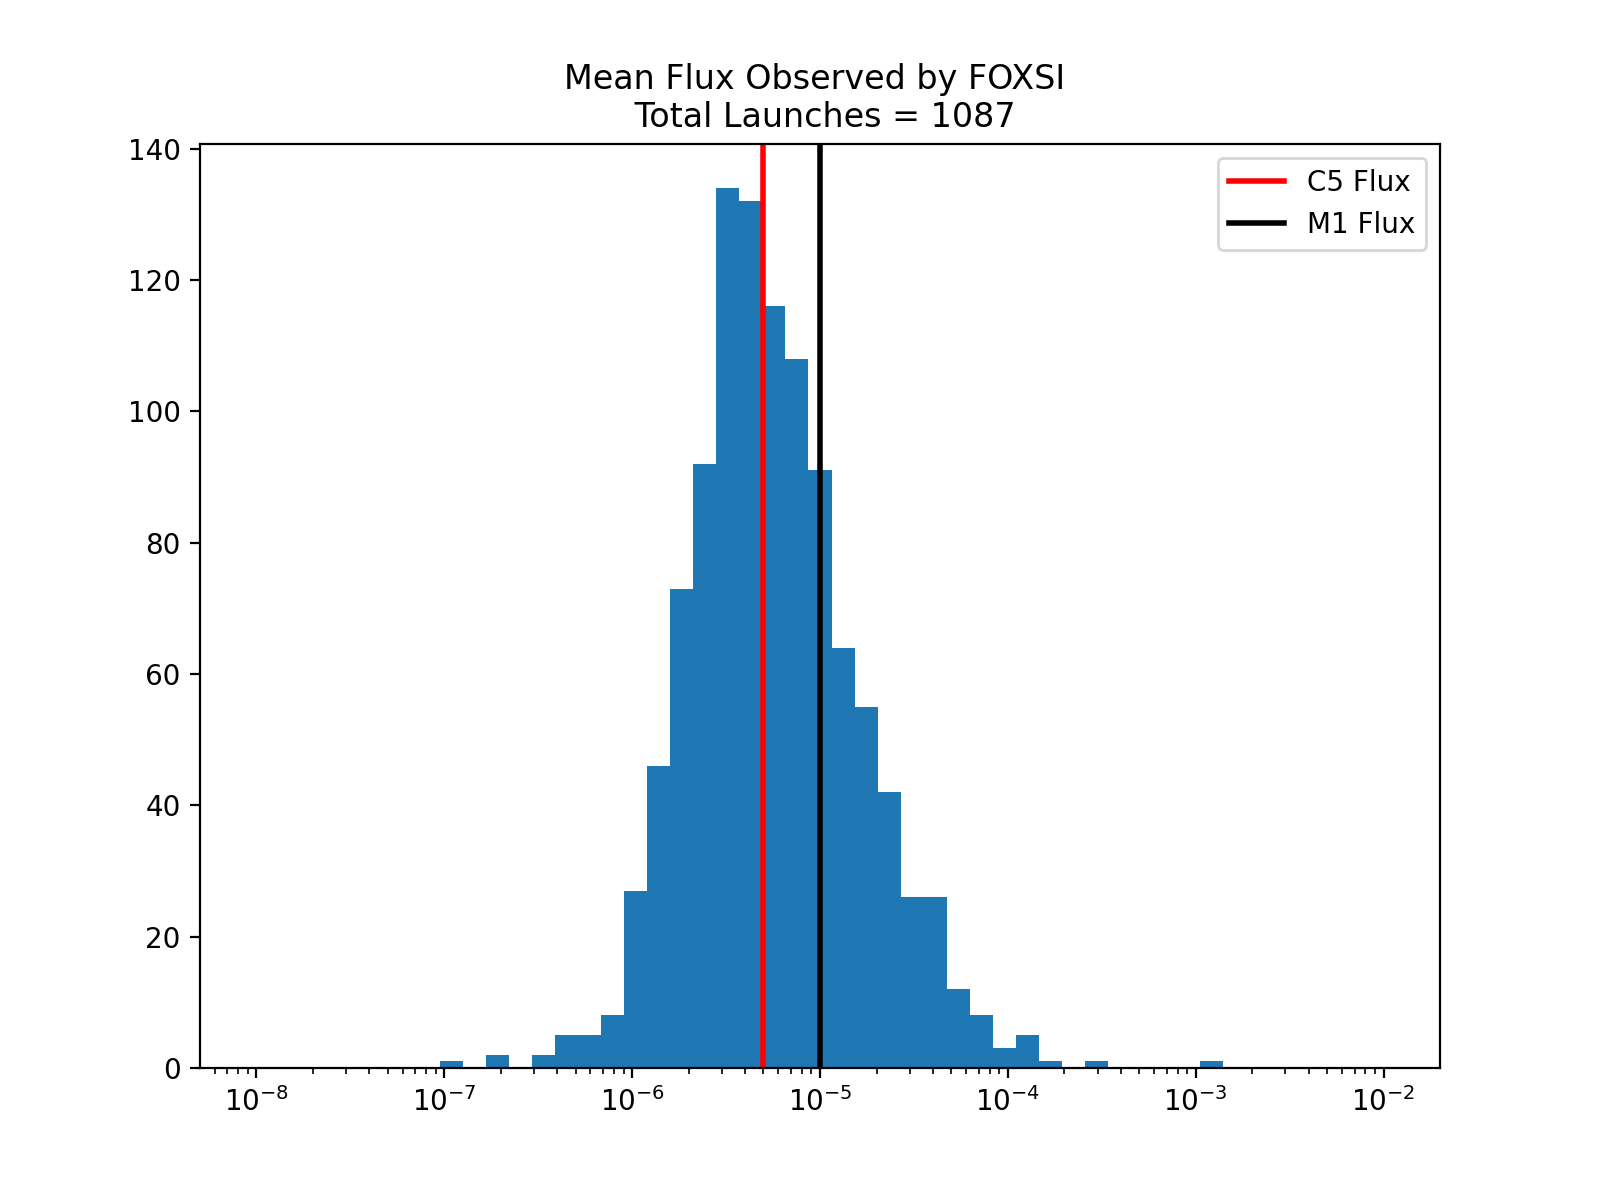 Mean Flux Observed by FOXSI
Total Launches = 1087
C5 Flux
M1 Flux
140
120
100
80
60
40
20
0
10⁻⁸ 10⁻⁷ 10⁻⁶ 10⁻⁵ 10⁻⁴ 10⁻³ 10⁻²